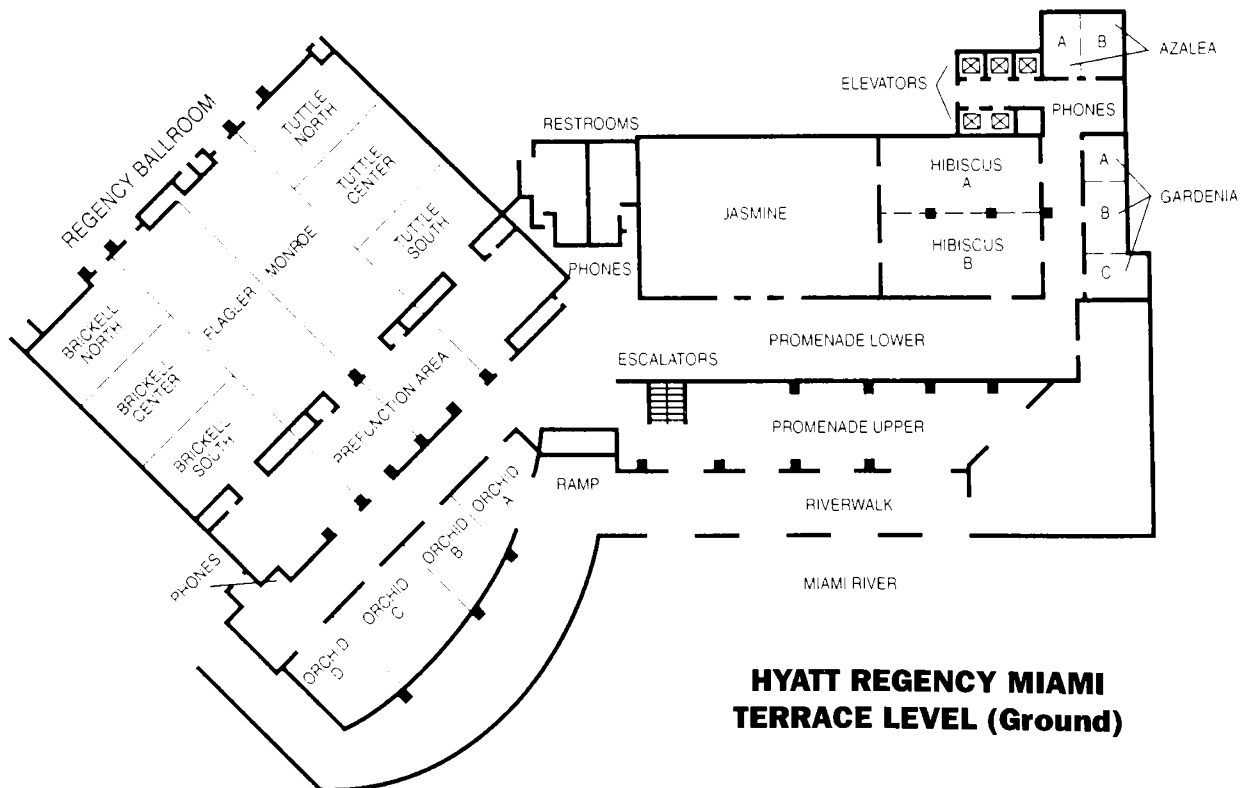 REGENCY BALLROOM
TUTTLE
NORTH
TUTTLE
CENTER
TUTTLE
SOUTH
MONROE
FLAGLER
BRICKELL
NORTH
BRICKELL
CENTER
BRICKELL
SOUTH
PREFUNCTION AREA
PHONES
ORCHID
A
ORCHID
B
ORCHID
C
ORCHID
D
RESTROOMS
PHONES
JASMINE
HIBISCUS
A
HIBISCUS
B
ELEVATORS
A
B
AZALEA
PHONES
A
B
C
GARDENIA
PROMENADE LOWER
ESCALATORS
PROMENADE UPPER
RAMP
RIVERWALK
MIAMI RIVER
HYATT REGENCY MIAMI
TERRACE LEVEL (Ground)